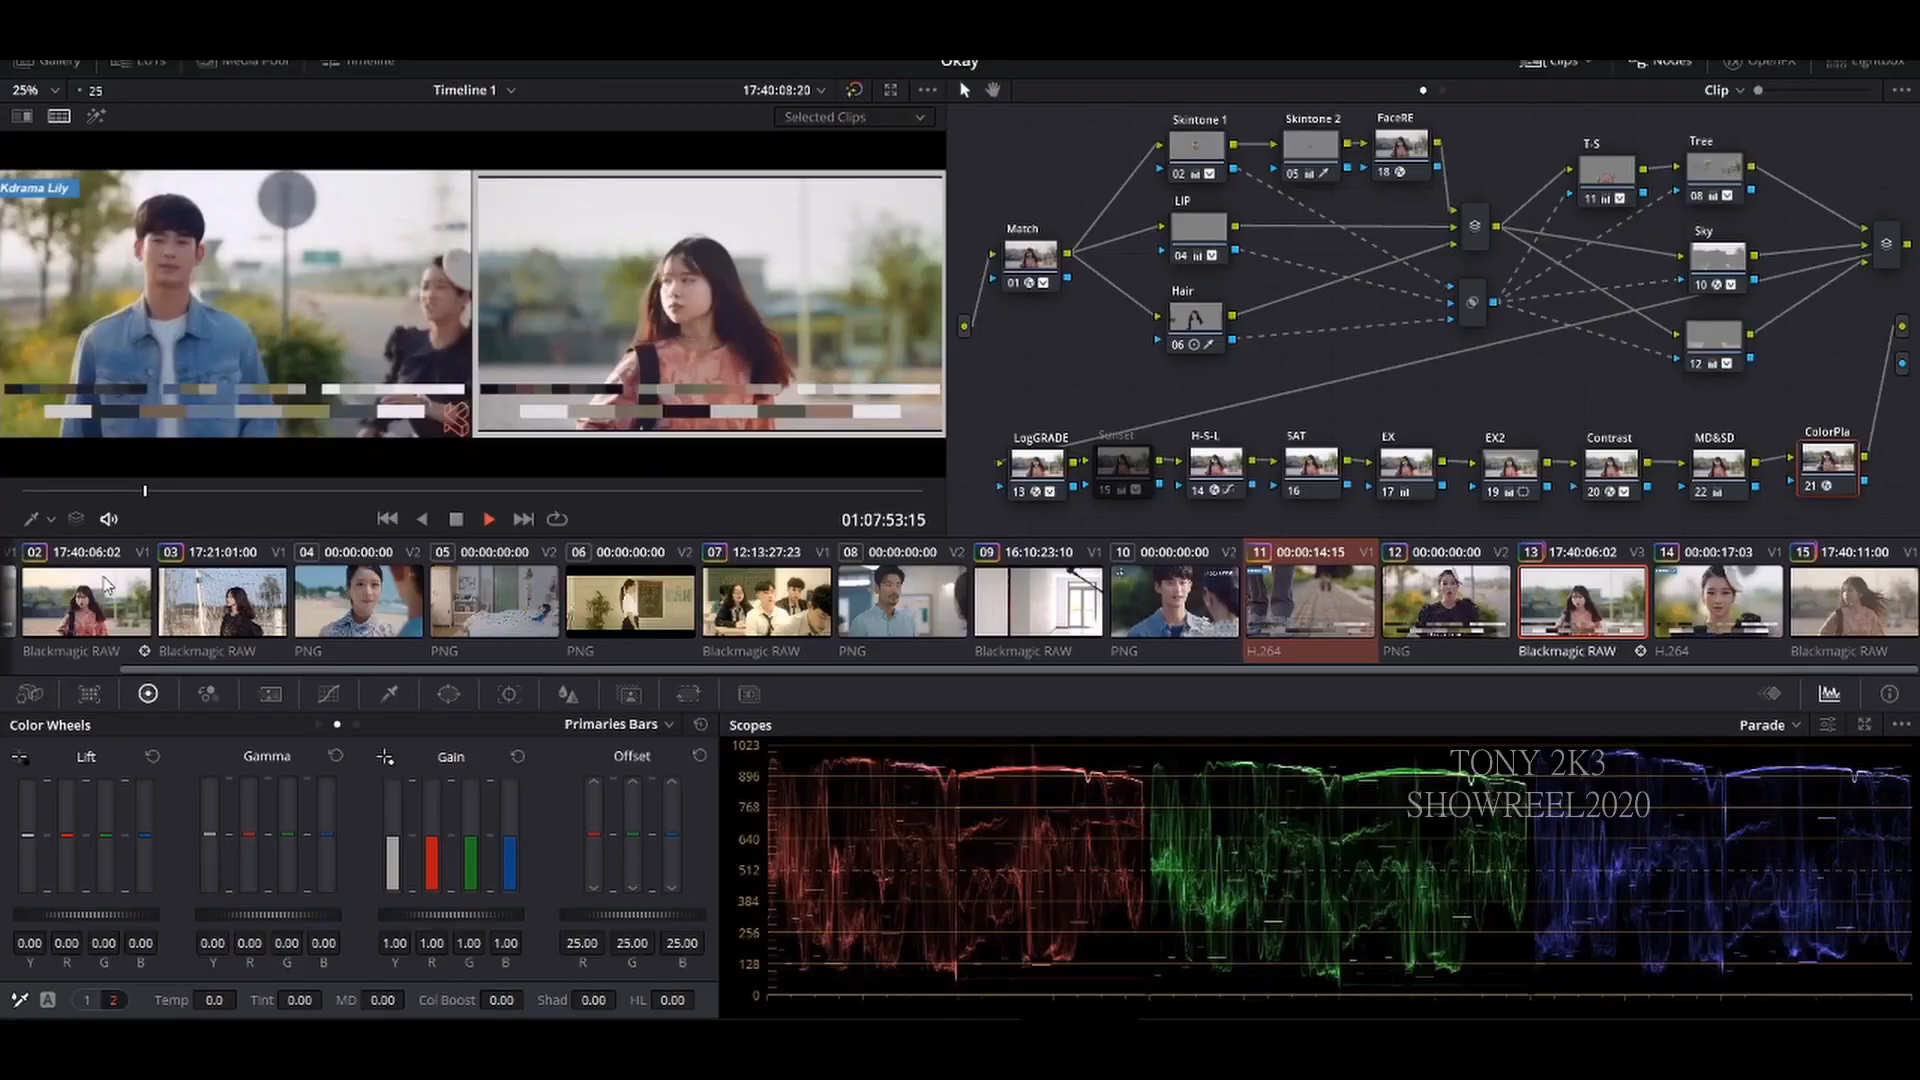 Gallery LUTs Media Pool Timeline Okay Clips Nodes OpenFX Lightbox
25% 25 Timeline 1 17:40:08:20 Clip
Selected Clips
Kdrama Lily
Skintone 1 Skintone 2 FaceRE
02 05 18
T-S Tree
11 08
LIP
04
Match
01
Sky
10
Hair
06
12
LogGRADE Sunset H-S-L SAT EX EX2 Contrast MD&SD ColorPla
13 15 14 16 17 19 20 22 21
01:07:53:15
V1 02 17:40:06:02 V1 03 17:21:01:00 V1 04 00:00:00:00 V2 05 00:00:00:00 V2 06 00:00:00:00 V2 07 12:13:27:23 V1 08 00:00:00:00 V2 09 16:10:23:10 V1 10 00:00:00:00 V2 11 00:00:14:15 V1 12 00:00:00:00 V2 13 17:40:06:02 V3 14 00:00:17:03 V1 15 17:40:11:00 V1
Blackmagic RAW Blackmagic RAW PNG PNG PNG Blackmagic RAW PNG Blackmagic RAW PNG H.264 PNG Blackmagic RAW H.264 Blackmagic RAW
Color Wheels Primaries Bars Scopes Parade
Lift Gamma Gain Offset
0.00 0.00 0.00 0.00 0.00 0.00 0.00 0.00 1.00 1.00 1.00 1.00 25.00 25.00 25.00
Y R G B Y R G B Y R G B R G B
A 1 2 Temp 0.0 Tint 0.00 MD 0.00 Col Boost 0.00 Shad 0.00 HL 0.00
1023
896
768
640
512
384
256
128
0
TONY 2K3
SHOWREEL2020